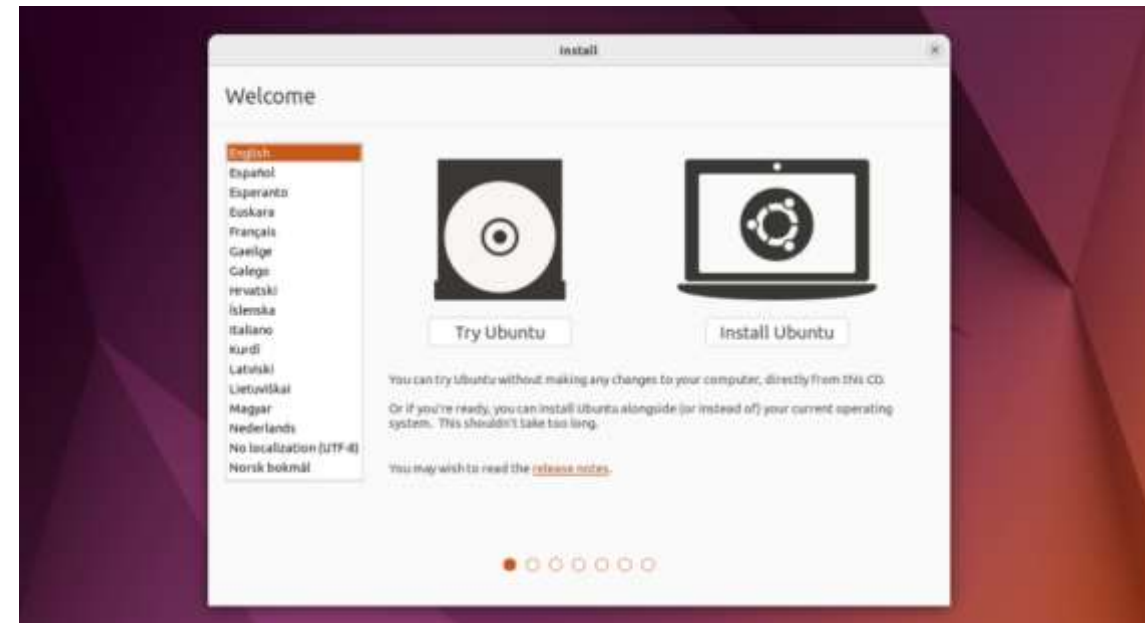 Install
Welcome
English
Español
Esperanto
Euskara
Français
Gaeilge
Galego
Hrvatski
Íslenska
Italiano
Kurdî
Latviski
Lietuviškai
Magyar
Nederlands
No localization (UTF-8)
Norsk bokmål
Try Ubuntu
Install Ubuntu
You can try Ubuntu without making any changes to your computer, directly from this CD.
Or if you're ready, you can install Ubuntu alongside (or instead of) your current operating
system. This shouldn't take too long.
You may wish to read the release notes.